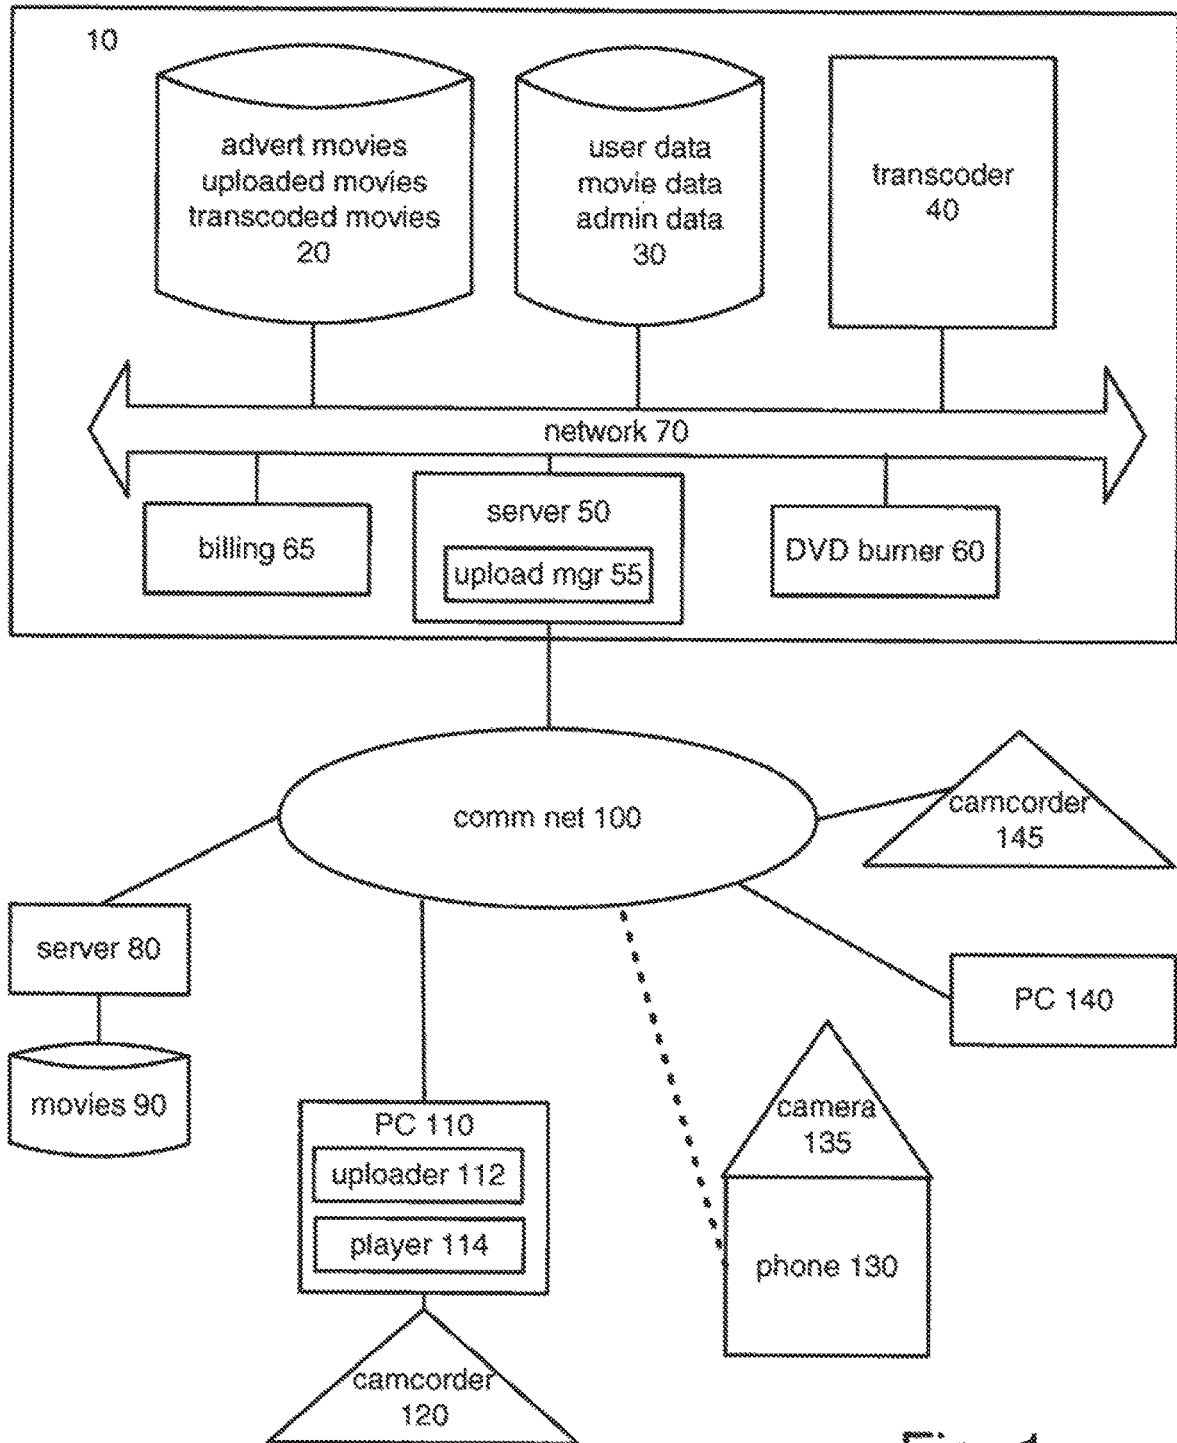 10
advert movies
uploaded movies
transcoded movies
20
user data
movie data
admin data
30
transcoder
40
network 70
billing 65
server 50
upload mgr 55
DVD burner 60
comm net 100
camcorder
145
server 80
PC 140
movies 90
camera
135
PC 110
uploader 112
player 114
phone 130
camcorder
120